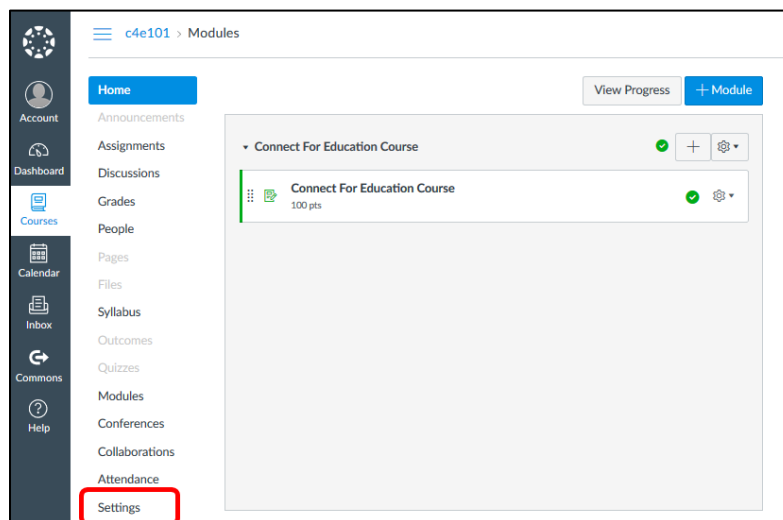 c4e101 > Modules
Account
Dashboard
Courses
Calendar
Inbox
Commons
Help
Home
Announcements
Assignments
Discussions
Grades
People
Pages
Files
Syllabus
Outcomes
Quizzes
Modules
Conferences
Collaborations
Attendance
Settings
View Progress
+ Module
Connect For Education Course
Connect For Education Course
100 pts